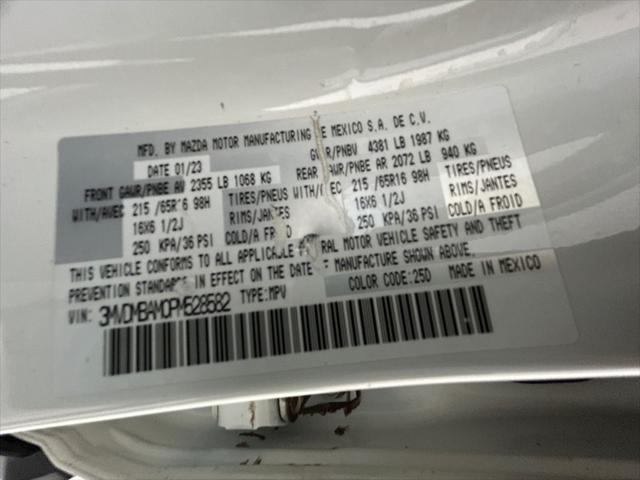 MFD. BY MAZDA MOTOR MANUFACTURING DE MEXICO S.A. DE C.V.
DATE 01/23 GVWR/PNBV 4381 LB 1987 KG
FRONT GAWR/PNBE AV 2355 LB 1068 KG REAR GAWR/PNBE AR 2072 LB 940 KG
WITH/AVEC 215 /65R16 98H TIRES/PNEUS WITH/AVEC 215 /65R16 98H TIRES/PNEUS
16X6 1/2J RIMS/JANTES 16X6 1/2J RIMS/JANTES
250 KPA/36 PSI COLD/A FROID 250 KPA/36 PSI COLD/A FROID
THIS VEHICLE CONFORMS TO ALL APPLICABLE RAL MOTOR VEHICLE SAFETY AND THEFT
PREVENTION STANDARDS IN EFFECT ON THE DATE OF MANUFACTURE SHOWN ABOVE.
VIN: 3MVDMBAM0PM528582 TYPE:MPV COLOR CODE:25D MADE IN MEXICO